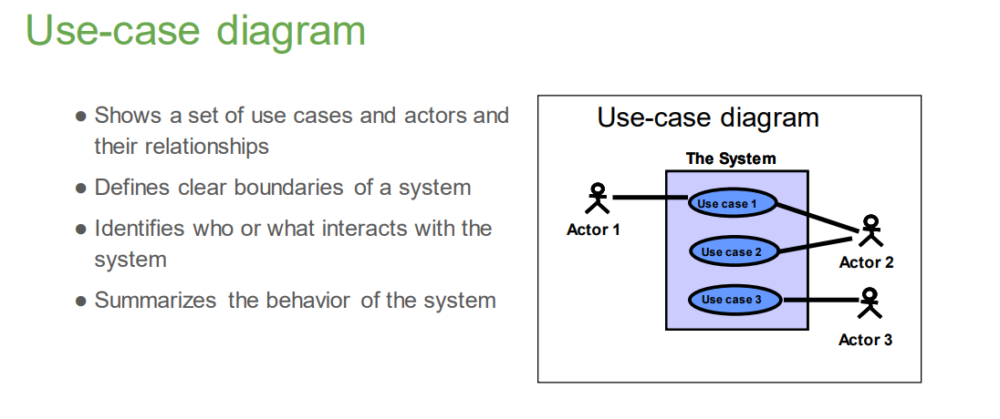 Use-case diagram
● Shows a set of use cases and actors and
their relationships
● Defines clear boundaries of a system
● Identifies who or what interacts with the
system
● Summarizes the behavior of the system
Use-case diagram
The System
Use case 1
Actor 1
Use case 2
Actor 2
Use case 3
Actor 3